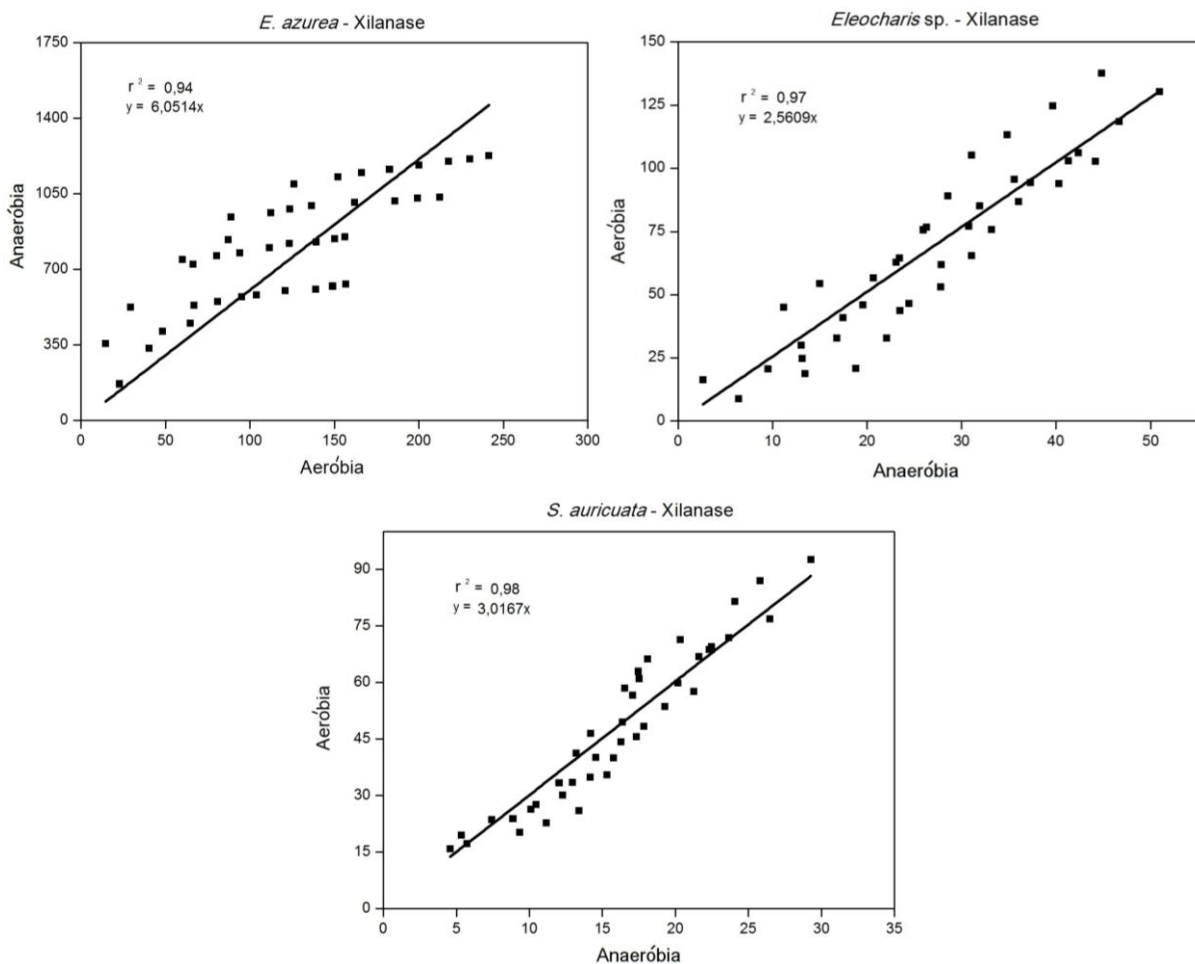 E. azurea - Xilanase
r² = 0,94
y = 6,0514x
1750
1400
1050
700
350
0
Anaeróbia
0 50 100 150 200 250 300
Aeróbia
Eleocharis sp. - Xilanase
r² = 0,97
y = 2,5609x
150
125
100
75
50
25
0
Aeróbia
0 10 20 30 40 50
Anaeróbia
S. auricuata - Xilanase
r² = 0,98
y = 3,0167x
90
75
60
45
30
15
0
Aeróbia
0 5 10 15 20 25 30 35
Anaeróbia